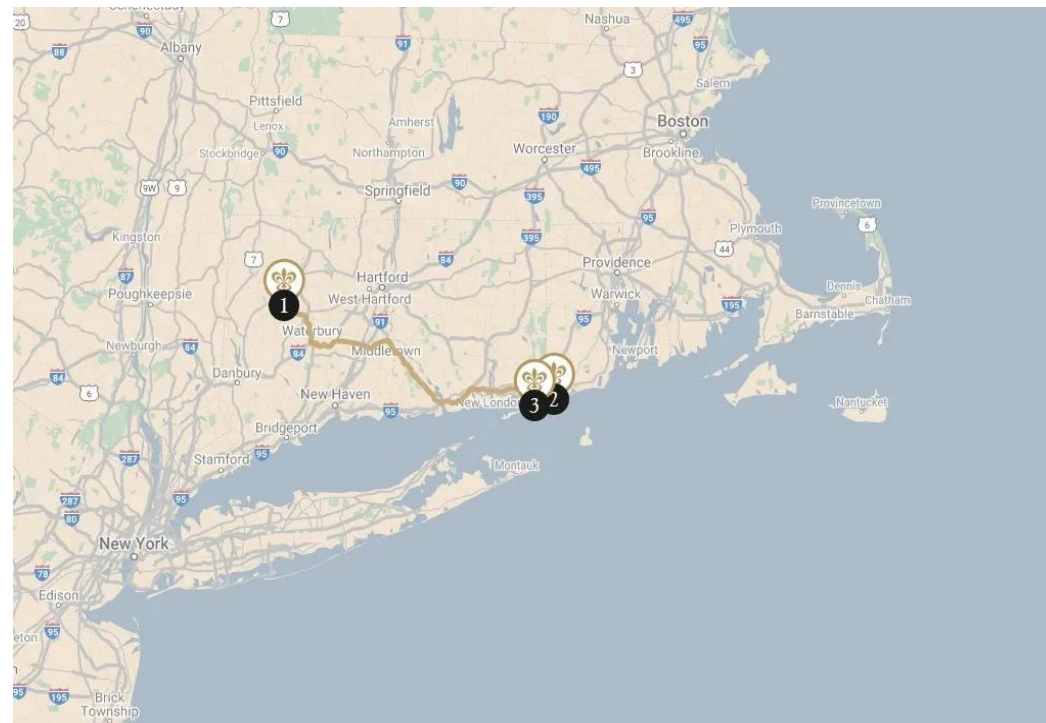 20
7
Nashua
495
90
Albany
91
95
88
3
Salem
Pittsfield
190
Boston
Lenox
Amherst
Worcester
Brookline
Stockbridge
90
Northampton
495
9W
9
Springfield
90
395
Provincetown
95
6
Kingston
395
Plymouth
7
84
44
87
Hartford
Providence
Poughkeepsie
West Hartford
Warwick
195
Dennis
1
Chatham
91
95
Barnstable
Waterbury
Newburgh
84
84
Middletown
Newport
84
Danbury
6
New Haven
3
2
Nantucket
95
New London
Bridgeport
287
95
Stamford
Montauk
287
95
80
New York
78
Edison
95
eton
95
195
Brick
Township